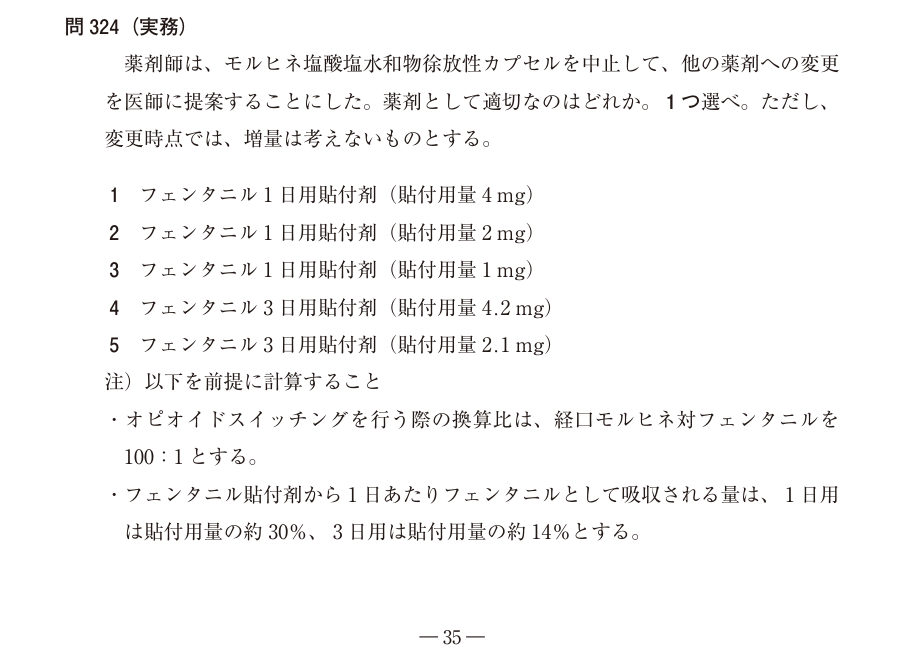 問 324（実務）
薬剤師は、モルヒネ塩酸塩水和物徐放性カプセルを中止して、他の薬剤への変更
を医師に提案することにした。薬剤として適切なのはどれか。1つ選べ。ただし、
変更時点では、増量は考えないものとする。
1 フェンタニル1日用貼付剤（貼付用量 4 mg）
2 フェンタニル1日用貼付剤（貼付用量 2 mg）
3 フェンタニル1日用貼付剤（貼付用量 1 mg）
4 フェンタニル3日用貼付剤（貼付用量 4.2 mg）
5 フェンタニル3日用貼付剤（貼付用量 2.1 mg）
注）以下を前提に計算すること
・オピオイドスイッチングを行う際の換算比は、経口モルヒネ対フェンタニルを
100：1とする。
・フェンタニル貼付剤から1日あたりフェンタニルとして吸収される量は、1日用
は貼付用量の約 30％、3日用は貼付用量の約 14％とする。
― 35 ―